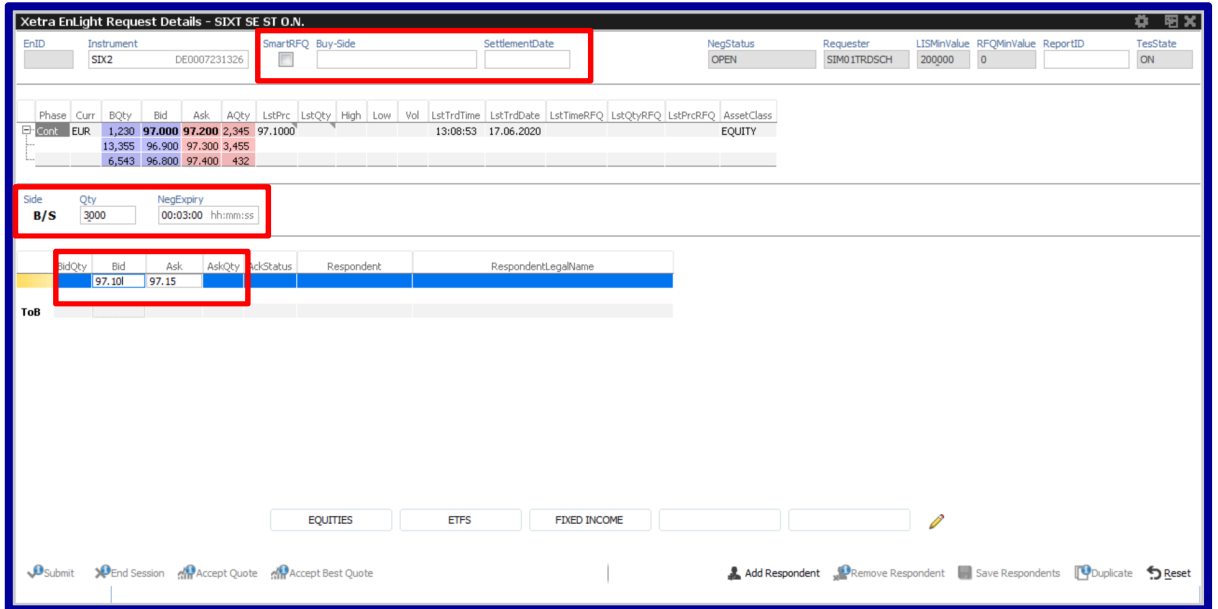 Xetra EnLight Request Details - SIXT SE ST O.N.
EnID Instrument SmartRFQ Buy-Side SettlementDate NegStatus Requester LISMinValue RFQMinValue ReportID TesState
SIX2 DE0007231326 OPEN SIM01TRDSCH 200000 0 ON
Phase Curr BQty Bid Ask AQty LstPrc LstQty High Low Vol LstTrdTime LstTrdDate LstTimeRFQ LstQtyRFQ LstPrcRFQ AssetClass
Cont EUR 1,230 97.000 97.200 2,345 97.1000 13:08:53 17.06.2020 EQUITY
13,355 96.900 97.300 3,455
6,543 96.800 97.400 432
Side Qty NegExpiry
B/S 3000 00:03:00 hh:mm:ss
BidQty Bid Ask AskQty AckStatus Respondent RespondentLegalName
97.10 97.15
ToB
EQUITIES ETFS FIXED INCOME
Submit End Session Accept Quote Accept Best Quote Add Respondent Remove Respondent Save Respondents Duplicate Reset